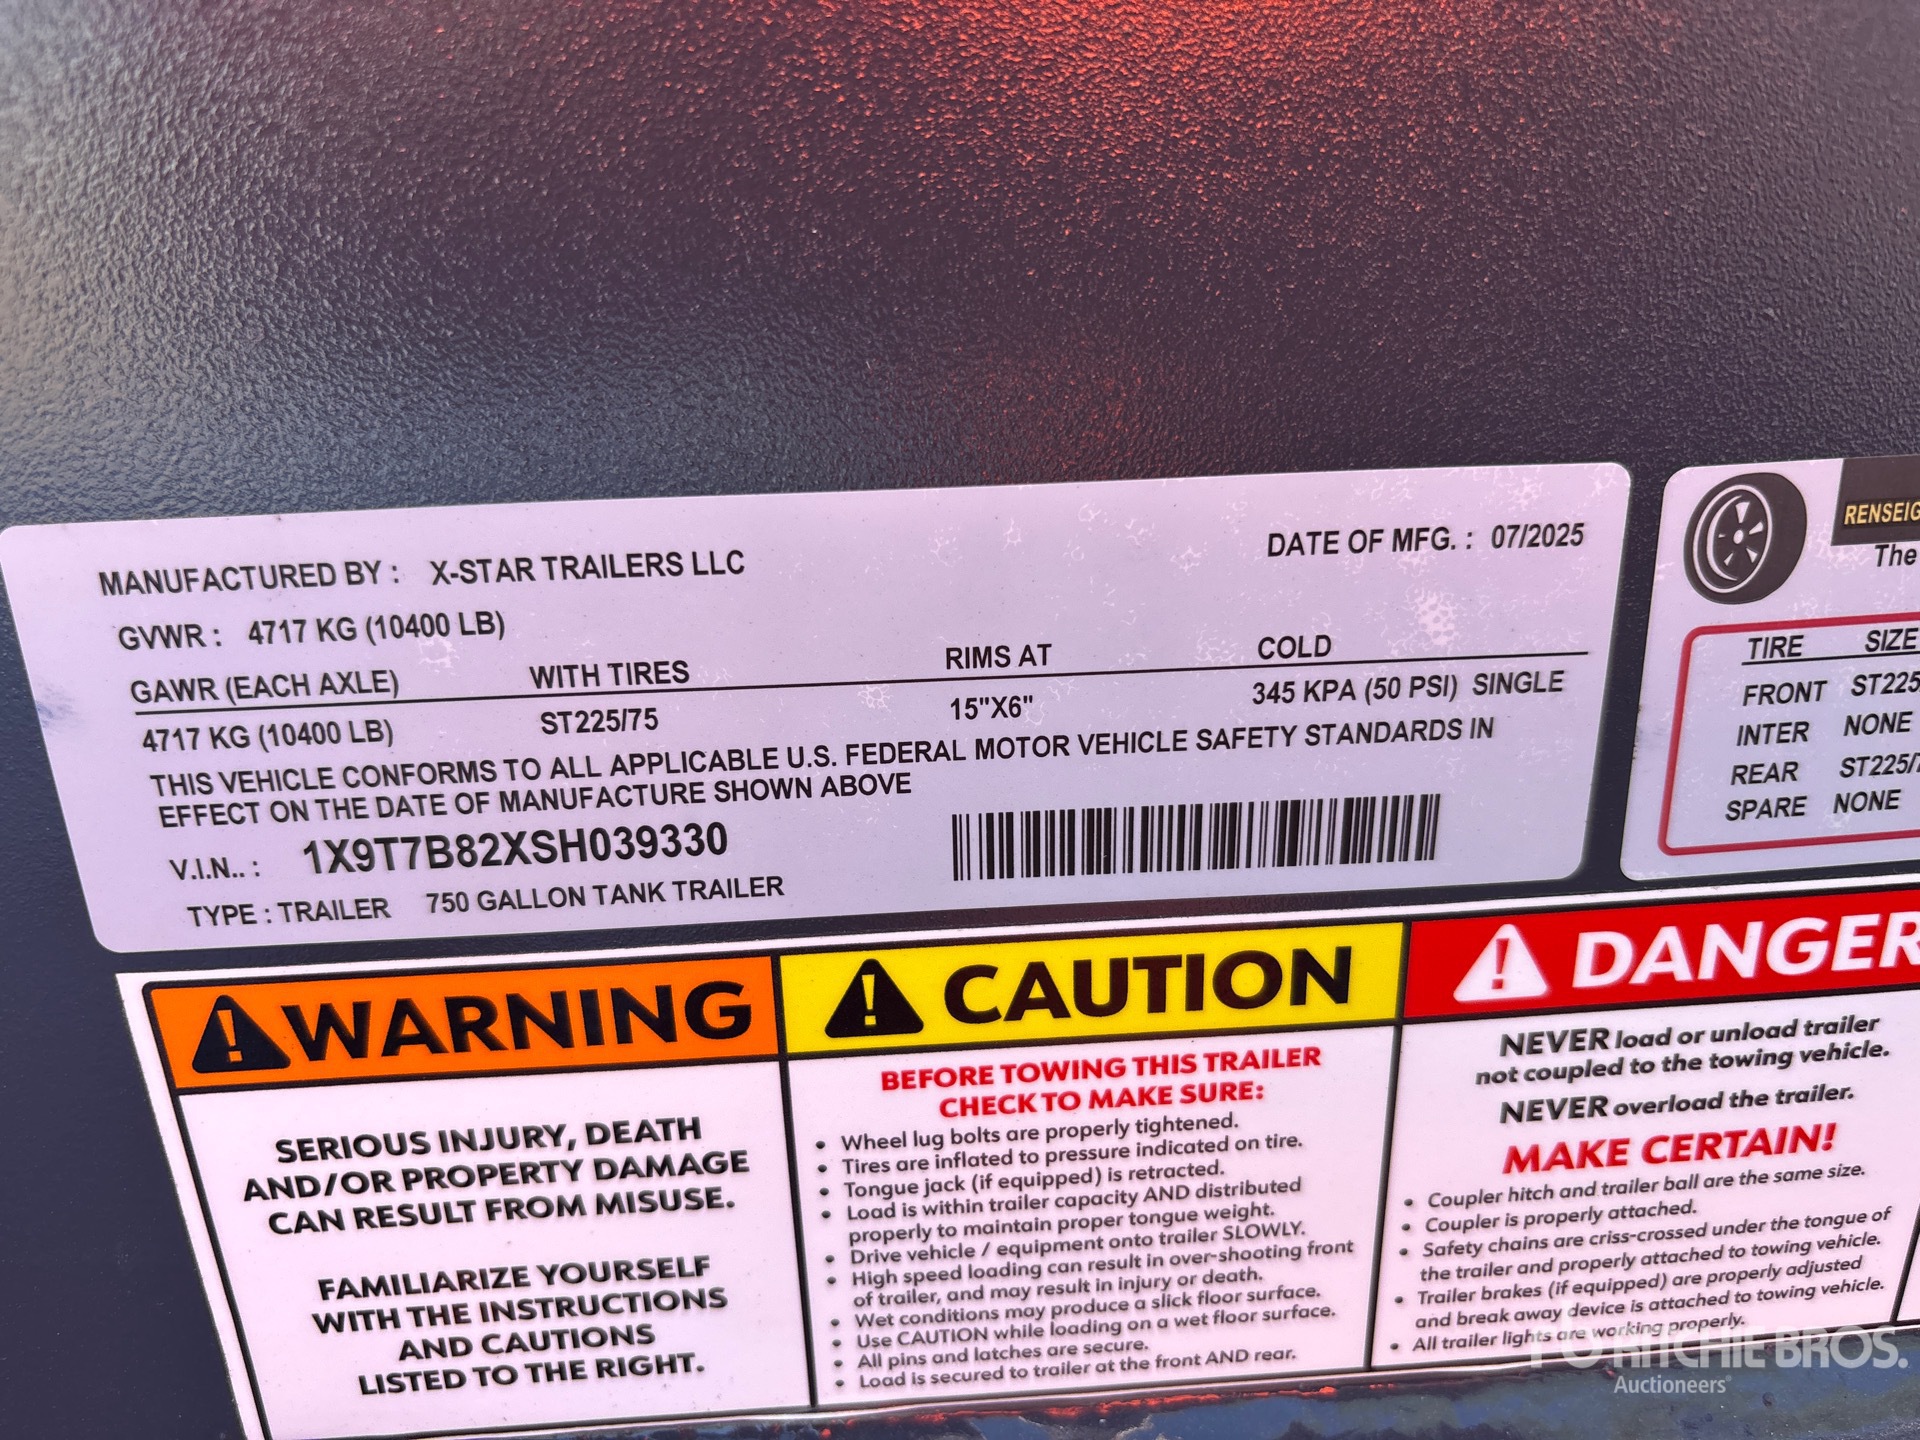 MANUFACTURED BY : X-STAR TRAILERS LLC
DATE OF MFG. : 07/2025
GVWR : 4717 KG (10400 LB)
GAWR (EACH AXLE) WITH TIRES RIMS AT COLD
4717 KG (10400 LB) ST225/75 15"X6" 345 KPA (50 PSI) SINGLE
THIS VEHICLE CONFORMS TO ALL APPLICABLE U.S. FEDERAL MOTOR VEHICLE SAFETY STANDARDS IN
EFFECT ON THE DATE OF MANUFACTURE SHOWN ABOVE
V.I.N.. : 1X9T7B82XSH039330
TYPE : TRAILER 750 GALLON TANK TRAILER
RENSEIG
The
TIRE SIZE
FRONT ST225
INTER NONE
REAR ST225/7
SPARE NONE
WARNING
SERIOUS INJURY, DEATH
AND/OR PROPERTY DAMAGE
CAN RESULT FROM MISUSE.
FAMILIARIZE YOURSELF
WITH THE INSTRUCTIONS
AND CAUTIONS
LISTED TO THE RIGHT.
CAUTION
BEFORE TOWING THIS TRAILER
CHECK TO MAKE SURE:
• Wheel lug bolts are properly tightened.
• Tires are inflated to pressure indicated on tire.
• Tongue jack (if equipped) is retracted.
• Load is within trailer capacity AND distributed
properly to maintain proper tongue weight.
• Drive vehicle / equipment onto trailer SLOWLY.
• High speed loading can result in over-shooting front
of trailer, and may result in injury or death.
• Wet conditions may produce a slick floor surface.
• Use CAUTION while loading on a wet floor surface.
• All pins and latches are secure.
• Load is secured to trailer at the front AND rear.
DANGER
NEVER load or unload trailer
not coupled to the towing vehicle.
NEVER overload the trailer.
MAKE CERTAIN!
• Coupler hitch and trailer ball are the same size.
• Coupler is properly attached.
• Safety chains are criss-crossed under the tongue of
the trailer and properly attached to towing vehicle.
• Trailer brakes (if equipped) are properly adjusted
and break away device is attached to towing vehicle.
• All trailer lights are working properly.
RITCHIE BROS.
Auctioneers